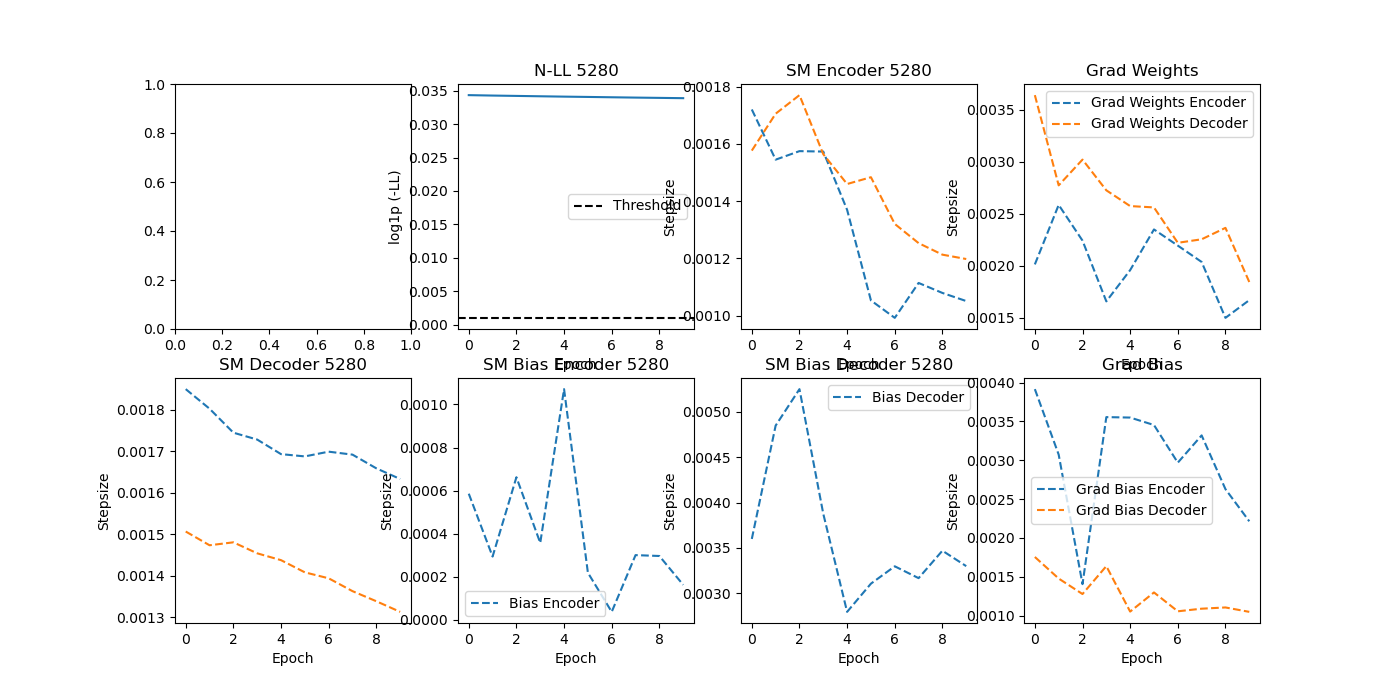 N-LL 5280
SM Encoder 5280
Grad Weights
1.0
0.8
0.6
0.4
0.2
0.0
0.0 0.2 0.4 0.6 0.8 1.0
log1p (-LL)
0.035
0.030
0.025
0.020
0.015
0.010
0.005
0.000
Threshold
0 2 4 6 8
Epoch
Stepsize
0.0018
0.0016
0.0014
0.0012
0.0010
0 2 4 6 8
Epoch
Stepsize
0.0035
0.0030
0.0025
0.0020
0.0015
Grad Weights Encoder
Grad Weights Decoder
0 2 4 6 8
Epoch
SM Decoder 5280
SM Bias Encoder 5280
SM Bias Decoder 5280
Grad Bias
Stepsize
0.0018
0.0017
0.0016
0.0015
0.0014
0.0013
0 2 4 6 8
Epoch
Stepsize
0.0010
0.0008
0.0006
0.0004
0.0002
0.0000
Bias Encoder
0 2 4 6 8
Epoch
Stepsize
0.0050
0.0045
0.0040
0.0035
0.0030
Bias Decoder
0 2 4 6 8
Epoch
Stepsize
0.0040
0.0035
0.0030
0.0025
0.0020
0.0015
0.0010
Grad Bias Encoder
Grad Bias Decoder
0 2 4 6 8
Epoch